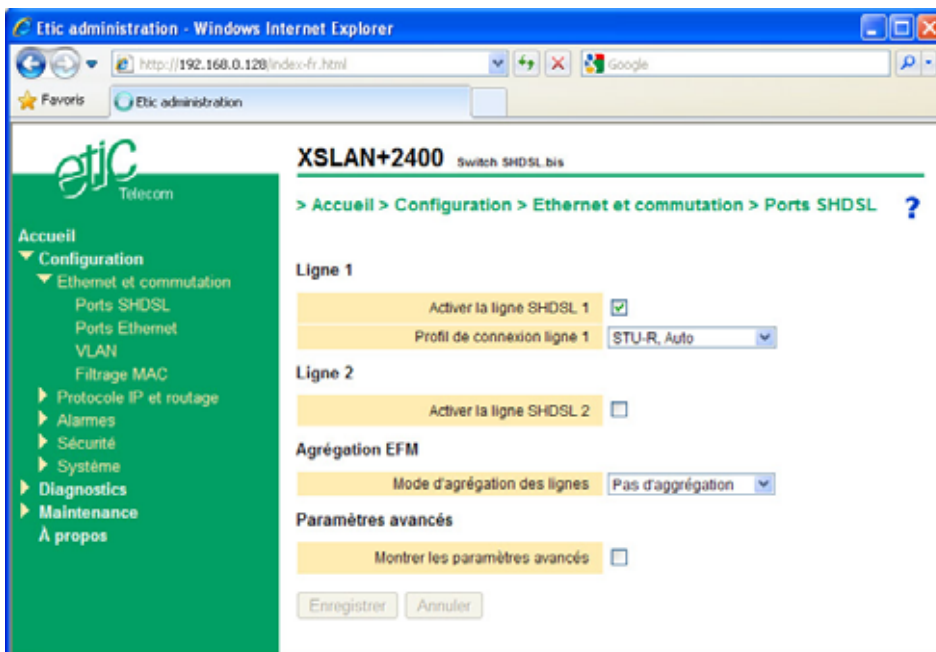 Etic administration - Windows Internet Explorer
http://192.168.0.128/index-fr.html
Google
Favoris
Etic administration
etic
Telecom
XSLAN+2400 Switch SHDSL.bis
> Accueil > Configuration > Ethernet et commutation > Ports SHDSL ?
Accueil
Configuration
Ethernet et commutation
Ports SHDSL
Ports Ethernet
VLAN
Filtrage MAC
Protocole IP et routage
Alarmes
Sécurité
Système
Diagnostics
Maintenance
À propos
Ligne 1
Activer la ligne SHDSL 1
Profil de connexion ligne 1 STU-R, Auto
Ligne 2
Activer la ligne SHDSL 2
Agrégation EFM
Mode d'agrégation des lignes Pas d'aggrégation
Paramètres avancés
Montrer les paramètres avancés
Enregistrer Annuler